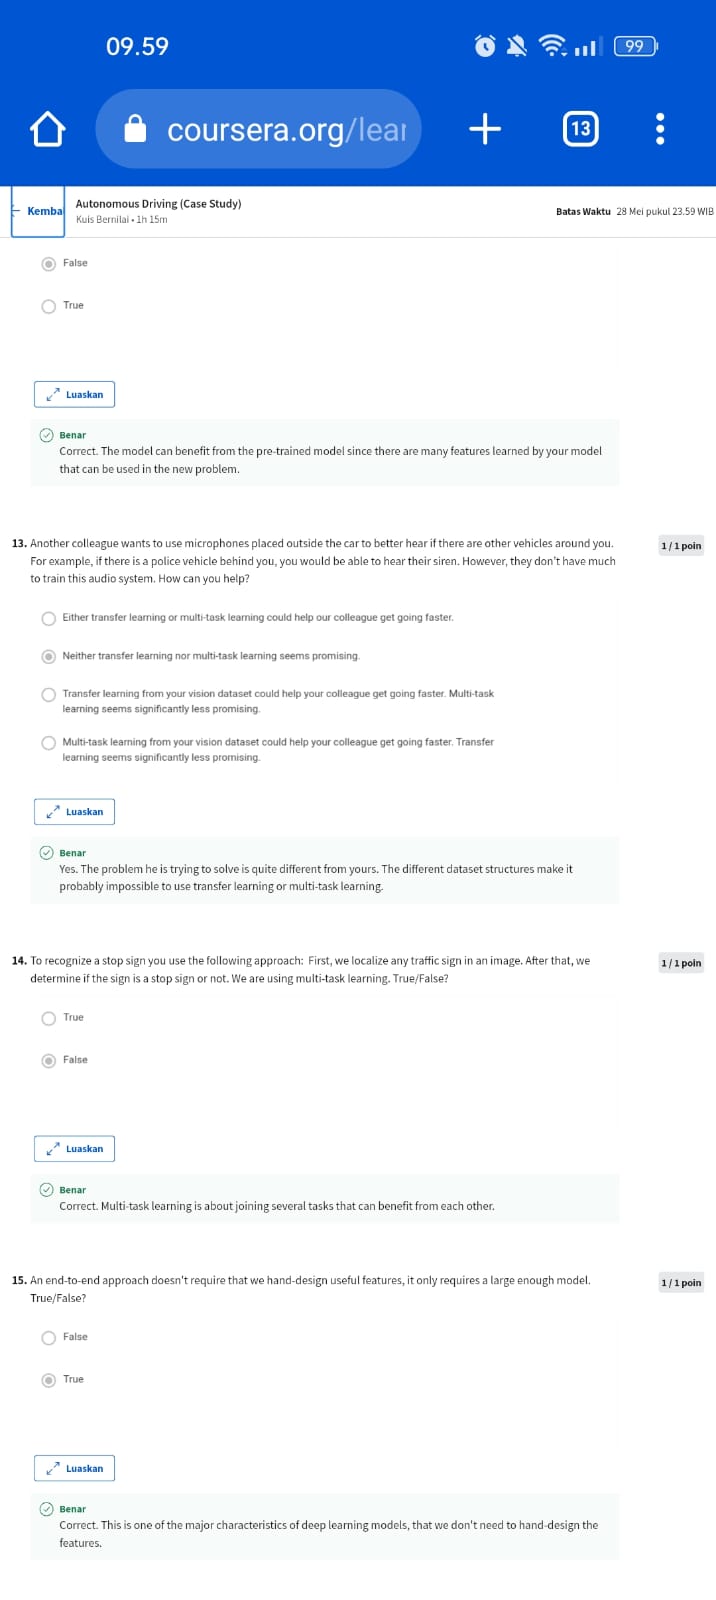 09.59
99
coursera.org/lear
13
Kemba
Autonomous Driving (Case Study)
Kuis Bernilai • 1h 15m
Batas Waktu 28 Mei pukul 23.59 WIB
False
True
Luaskan
Benar
Correct. The model can benefit from the pre-trained model since there are many features learned by your model
that can be used in the new problem.
13. Another colleague wants to use microphones placed outside the car to better hear if there are other vehicles around you.
1 / 1 poin
For example, if there is a police vehicle behind you, you would be able to hear their siren. However, they don't have much
to train this audio system. How can you help?
Either transfer learning or multi-task learning could help our colleague get going faster.
Neither transfer learning nor multi-task learning seems promising.
Transfer learning from your vision dataset could help your colleague get going faster. Multi-task
learning seems significantly less promising.
Multi-task learning from your vision dataset could help your colleague get going faster. Transfer
learning seems significantly less promising.
Luaskan
Benar
Yes. The problem he is trying to solve is quite different from yours. The different dataset structures make it
probably impossible to use transfer learning or multi-task learning.
14. To recognize a stop sign you use the following approach: First, we localize any traffic sign in an image. After that, we
1 / 1 poin
determine if the sign is a stop sign or not. We are using multi-task learning. True/False?
True
False
Luaskan
Benar
Correct. Multi-task learning is about joining several tasks that can benefit from each other.
15. An end-to-end approach doesn't require that we hand-design useful features, it only requires a large enough model.
1 / 1 poin
True/False?
False
True
Luaskan
Benar
Correct. This is one of the major characteristics of deep learning models, that we don't need to hand-design the
features.